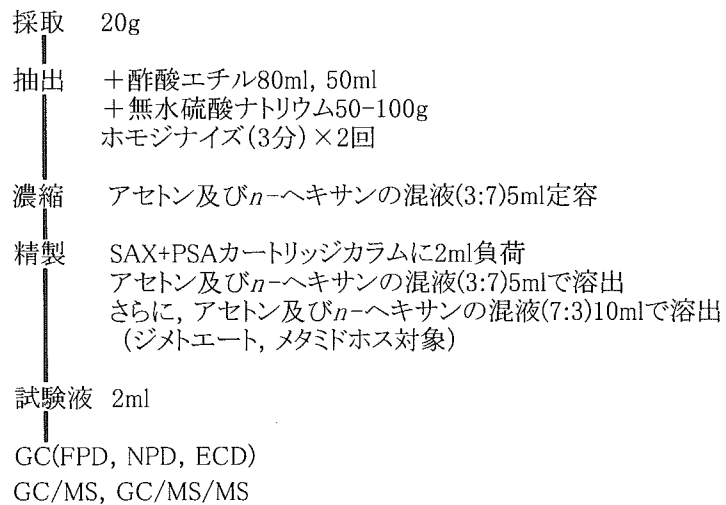 採取 20g
抽出 +酢酸エチル80ml, 50ml
+無水硫酸ナトリウム50-100g
ホモジナイズ(3分)×2回
濃縮 アセトン及びn-ヘキサンの混液(3:7)5ml定容
精製 SAX+PSAカートリッジカラムに2ml負荷
アセトン及びn-ヘキサンの混液(3:7)5mlで溶出
さらに, アセトン及びn-ヘキサンの混液(7:3)10mlで溶出
(ジメトエート, メタミドホス対象)
試験液 2ml
GC(FPD, NPD, ECD)
GC/MS, GC/MS/MS